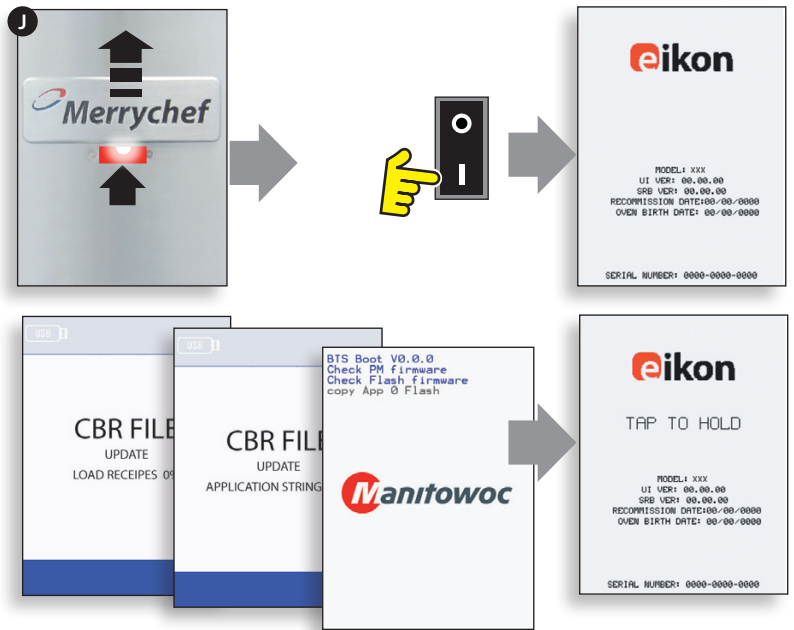 J
Merrychef
O
I
eikon
MODEL: XXX
UI VER: 00.00.00
SRB VER: 00.00.00
RECOMMISSION DATE:00/00/0000
OVEN BIRTH DATE: 00/00/0000
SERIAL NUMBER: 0000-0000-0000
USB
CBR FILE
UPDATE
LOAD RECEIPES 0%
USB
CBR FIL
UPDATE
APPLICATION STRING
BTS Boot V0.0.0
Check PM firmware
Check Flash firmware
copy App 0 Flash
Manitowoc
eikon
TAP TO HOLD
MODEL: XXX
UI VER: 00.00.00
SRB VER: 00.00.00
RECOMMISSION DATE:00/00/0000
OVEN BIRTH DATE: 00/00/0000
SERIAL NUMBER: 0000-0000-0000